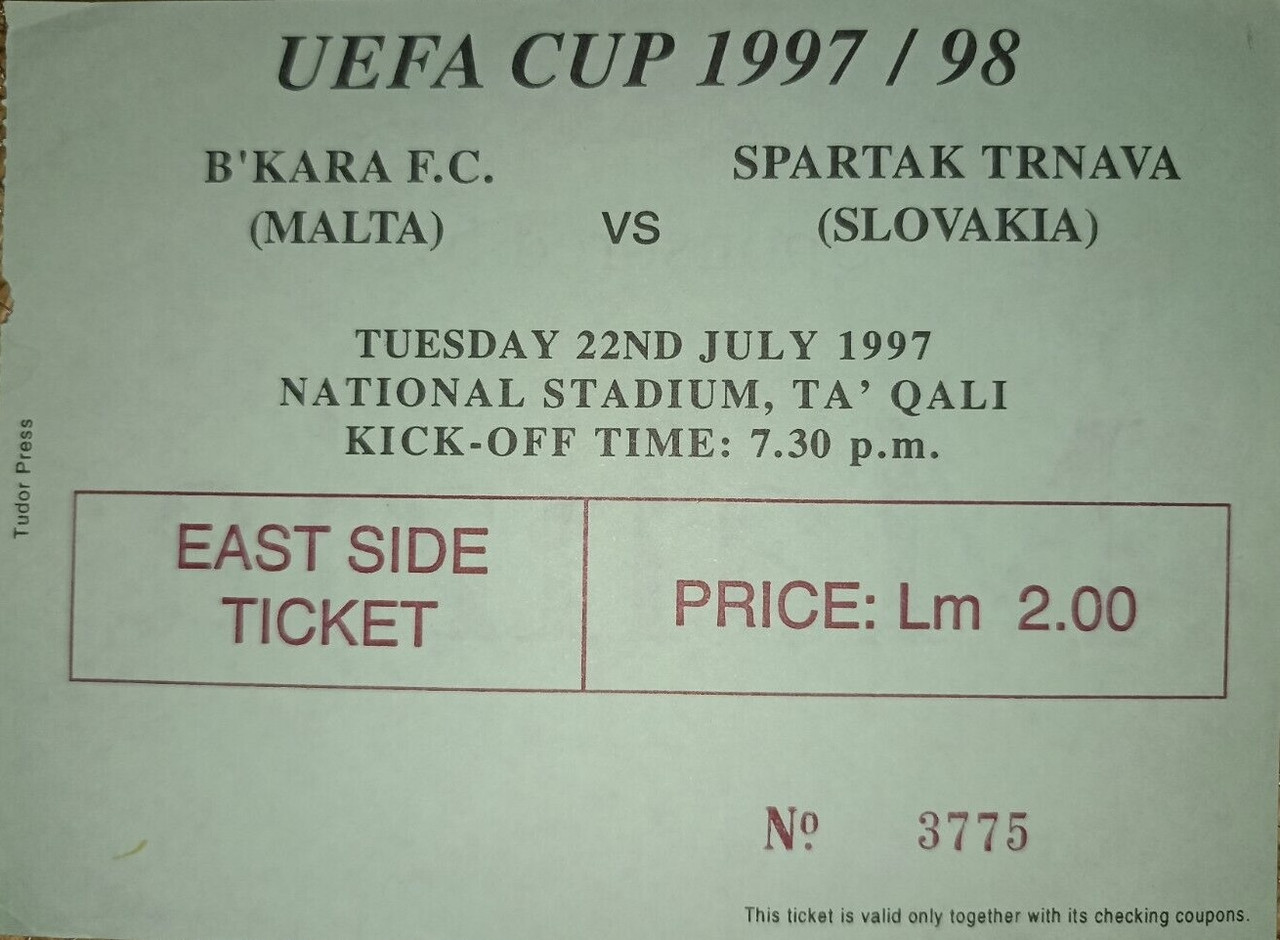 UEFA CUP 1997 / 98
B'KARA F.C.
(MALTA)
VS
SPARTAK TRNAVA
(SLOVAKIA)
TUESDAY 22ND JULY 1997
NATIONAL STADIUM, TA’ QALI
KICK-OFF TIME: 7.30 p.m.
Tudor Press
EAST SIDE
TICKET
PRICE: Lm 2.00
Nº 3775
This ticket is valid only together with its checking coupons.